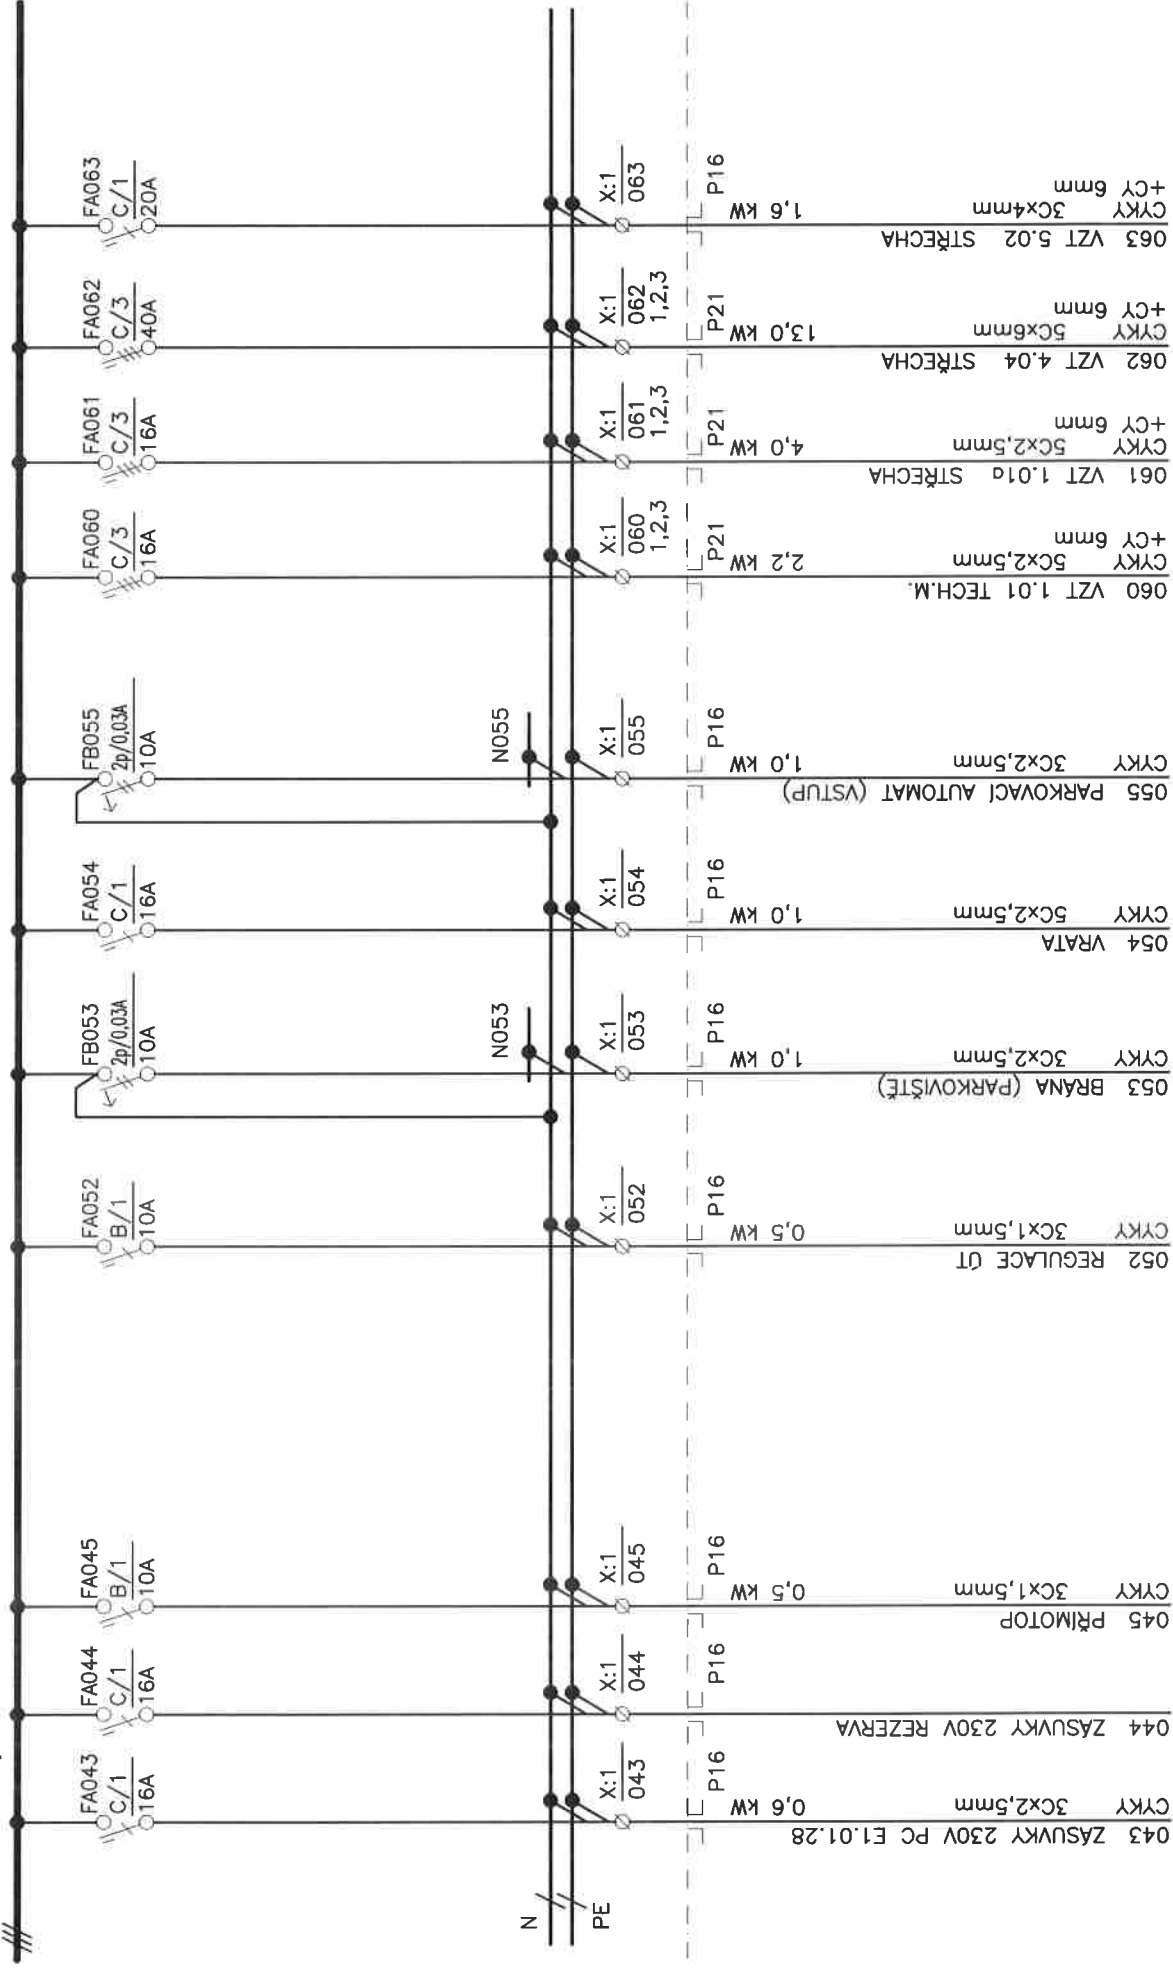 FA043
C/1
16A
X:1
043
P16
0,6 kW
043 ZÁSUVKY 230V PC E1.01.28
CYKY 3Cx2,5mm
FA044
C/1
16A
X:1
044
P16
044 ZÁSUVKY 230V REZERVA
FA045
B/1
10A
X:1
045
P16
0,5 kW
045 PŘÍMOTOP
CYKY 3Cx1,5mm
FA052
B/1
10A
X:1
052
P16
0,5 kW
052 REGULACE ÚT
CYKY 3Cx1,5mm
FB053
2p/0,03A
10A
N053
X:1
053
P16
1,0 kW
053 BRÁNA (PARKOVIŠTĚ)
CYKY 3Cx2,5mm
FA054
C/1
16A
X:1
054
P16
1,0 kW
054 VRATA
CYKY 5Cx2,5mm
FB055
2p/0,03A
10A
N055
X:1
055
P16
1,0 kW
055 PARKOVACÍ AUTOMAT (VSTUP)
CYKY 3Cx2,5mm
FA060
C/3
16A
X:1
060
1,2,3
P21
2,2 kW
060 VZT 1.01 TECH.M.
CYKY 5Cx2,5mm
+CY 6mm
FA061
C/3
16A
X:1
061
1,2,3
P21
4,0 kW
061 VZT 1.01a STŘECHA
CYKY 5Cx2,5mm
+CY 6mm
FA062
C/3
40A
X:1
062
1,2,3
P21
13,0 kW
062 VZT 4.04 STŘECHA
CYKY 5Cx6mm
+CY 6mm
FA063
C/1
20A
X:1
063
P16
1,6 kW
063 VZT 5.02 STŘECHA
CYKY 3Cx4mm
+CY 6mm
N
PE